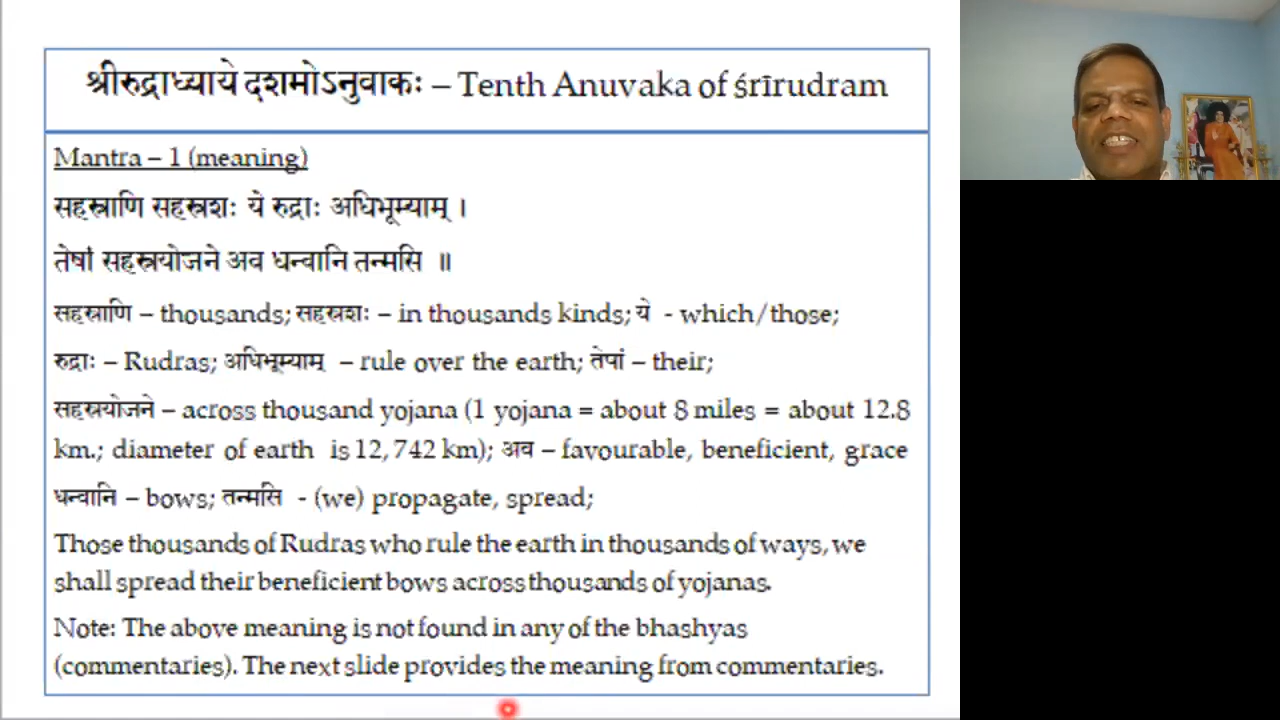 श्रीरुद्राध्याये दशमोऽनुवाकः – Tenth Anuvaka of śrīrudram
Mantra – 1 (meaning)
सहस्राणि सहस्रशः ये रुद्राः अधिभूम्याम् ।
तेषां सहस्रयोजने अव धन्वानि तन्मसि ॥
सहस्राणि – thousands; सहस्रशः – in thousands kinds; ये - which/those;
रुद्राः – Rudras; अधिभूम्याम् – rule over the earth; तेषां – their;
सहस्रयोजने – across thousand yojana (1 yojana = about 8 miles = about 12.8
km.; diameter of earth is 12,742 km); अव – favourable, beneficient, grace
धन्वानि – bows; तन्मसि - (we) propagate, spread;
Those thousands of Rudras who rule the earth in thousands of ways, we
shall spread their beneficient bows across thousands of yojanas.
Note: The above meaning is not found in any of the bhashyas
(commentaries). The next slide provides the meaning from commentaries.